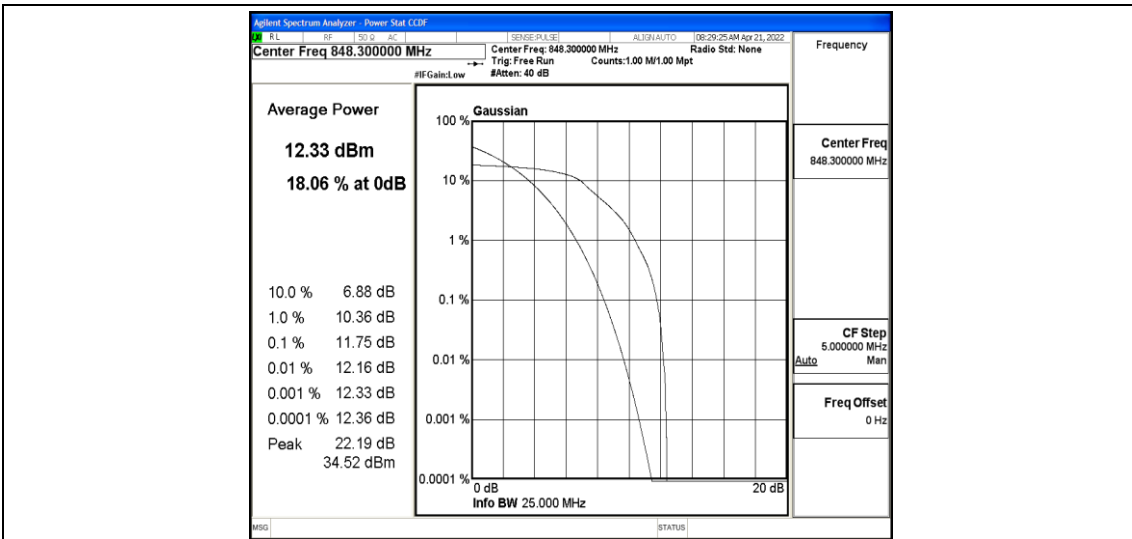 Agilent Spectrum Analyzer - Power Stat CCDF
LXI RL RF 50 Ω AC SENSE:PULSE ALIGNAUTO 08:29:25 AM Apr 21, 2022
Center Freq 848.300000 MHz
Center Freq: 848.300000 MHz Radio Std: None
Trig: Free Run Counts:1.00 M/1.00 Mpt
#IFGain:Low #Atten: 40 dB
Frequency
Average Power
12.33 dBm
18.06 % at 0dB
10.0 % 6.88 dB
1.0 % 10.36 dB
0.1 % 11.75 dB
0.01 % 12.16 dB
0.001 % 12.33 dB
0.0001 % 12.36 dB
Peak 22.19 dB
34.52 dBm
Gaussian
100 %
10 %
1 %
0.1 %
0.01 %
0.001 %
0.0001 %
0 dB 20 dB
Info BW 25.000 MHz
Center Freq
848.300000 MHz
CF Step
5.000000 MHz
Auto Man
Freq Offset
0 Hz
MSG STATUS